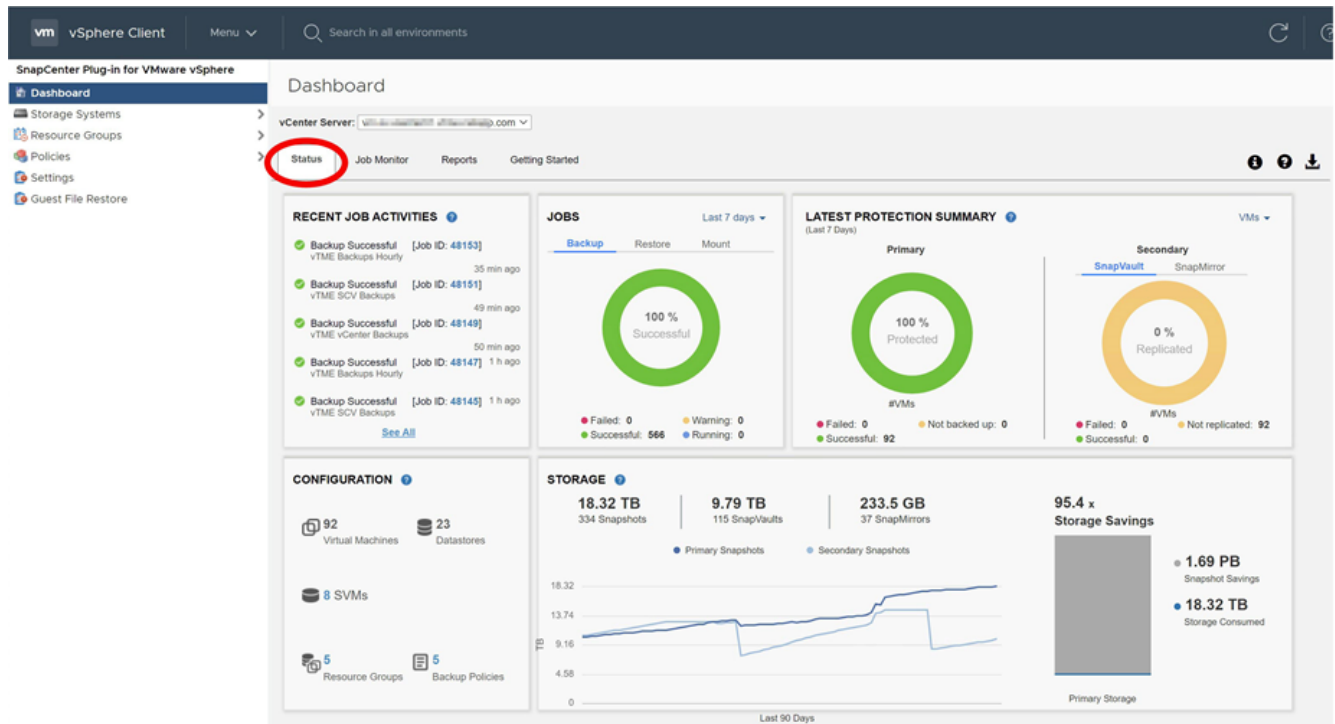 vm vSphere Client Menu Search in all environments
SnapCenter Plug-in for VMware vSphere
Dashboard
Storage Systems
Resource Groups
Policies
Settings
Guest File Restore
Dashboard
vCenter Server: .com
Status Job Monitor Reports Getting Started
RECENT JOB ACTIVITIES
Backup Successful [Job ID: 48153]
vTME Backups Hourly
35 min ago
Backup Successful [Job ID: 48151]
vTME SCV Backups
49 min ago
Backup Successful [Job ID: 48149]
vTME vCenter Backups
50 min ago
Backup Successful [Job ID: 48147] 1 h ago
vTME Backups Hourly
Backup Successful [Job ID: 48145] 1 h ago
vTME SCV Backups
See All
JOBS Last 7 days
Backup Restore Mount
100 %
Successful
Failed: 0 Warning: 0
Successful: 566 Running: 0
LATEST PROTECTION SUMMARY VMs
(Last 7 Days)
Primary
100 %
Protected
#VMs
Failed: 0 Not backed up: 0
Successful: 92
Secondary
SnapVault SnapMirror
0 %
Replicated
#VMs
Failed: 0 Not replicated: 92
Successful: 0
CONFIGURATION
92
Virtual Machines
23
Datastores
8 SVMs
5
Resource Groups
5
Backup Policies
STORAGE
18.32 TB
334 Snapshots
9.79 TB
115 SnapVaults
233.5 GB
37 SnapMirrors
Primary Snapshots Secondary Snapshots
18.32
13.74
9.16
4.58
0
TB
Last 90 Days
95.4 x
Storage Savings
1.69 PB
Snapshot Savings
18.32 TB
Storage Consumed
Primary Storage